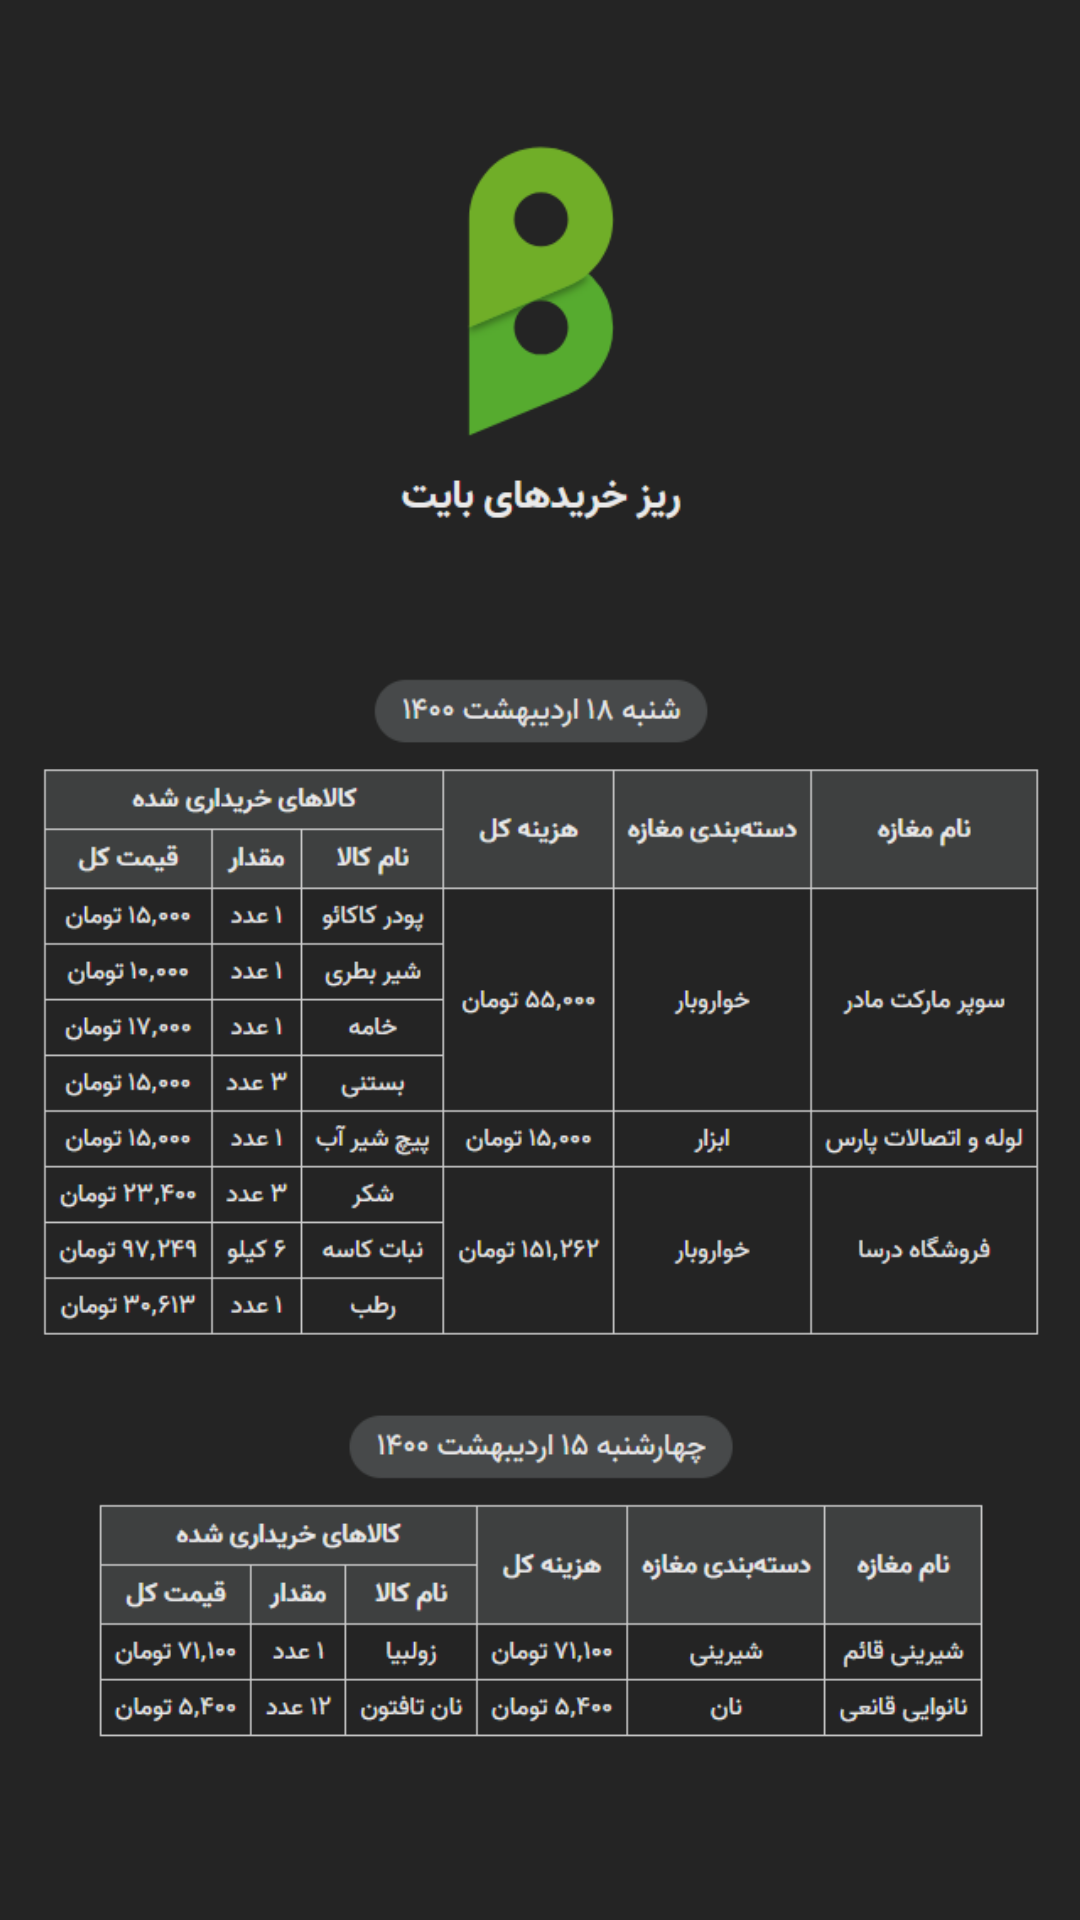 ریز خریدهای بایت
شنبه ۱۸ اردیبهشت ۱۴۰۰
نام مغازه دسته‌بندی مغازه هزینه کل کالاهای خریداری شده
نام کالا مقدار قیمت کل
سوپر مارکت مادر خواروبار ۵۵,۰۰۰ تومان پودر کاکائو ۱ عدد ۱۵,۰۰۰ تومان
شیر بطری ۱ عدد ۱۰,۰۰۰ تومان
خامه ۱ عدد ۱۷,۰۰۰ تومان
بستنی ۳ عدد ۱۵,۰۰۰ تومان
لوله و اتصالات پارس ابزار ۱۵,۰۰۰ تومان پیچ شیر آب ۱ عدد ۱۵,۰۰۰ تومان
فروشگاه درسا خواروبار ۱۵۱,۲۶۲ تومان شکر ۳ عدد ۲۳,۴۰۰ تومان
نبات کاسه ۶ کیلو ۹۷,۲۴۹ تومان
رطب ۱ عدد ۳۰,۶۱۳ تومان
چهارشنبه ۱۵ اردیبهشت ۱۴۰۰
نام مغازه دسته‌بندی مغازه هزینه کل کالاهای خریداری شده
نام کالا مقدار قیمت کل
شیرینی قائم شیرینی ۷۱,۱۰۰ تومان زولبیا ۱ عدد ۷۱,۱۰۰ تومان
نانوایی قانعی نان ۵,۴۰۰ تومان نان تافتون ۱۲ عدد ۵,۴۰۰ تومان